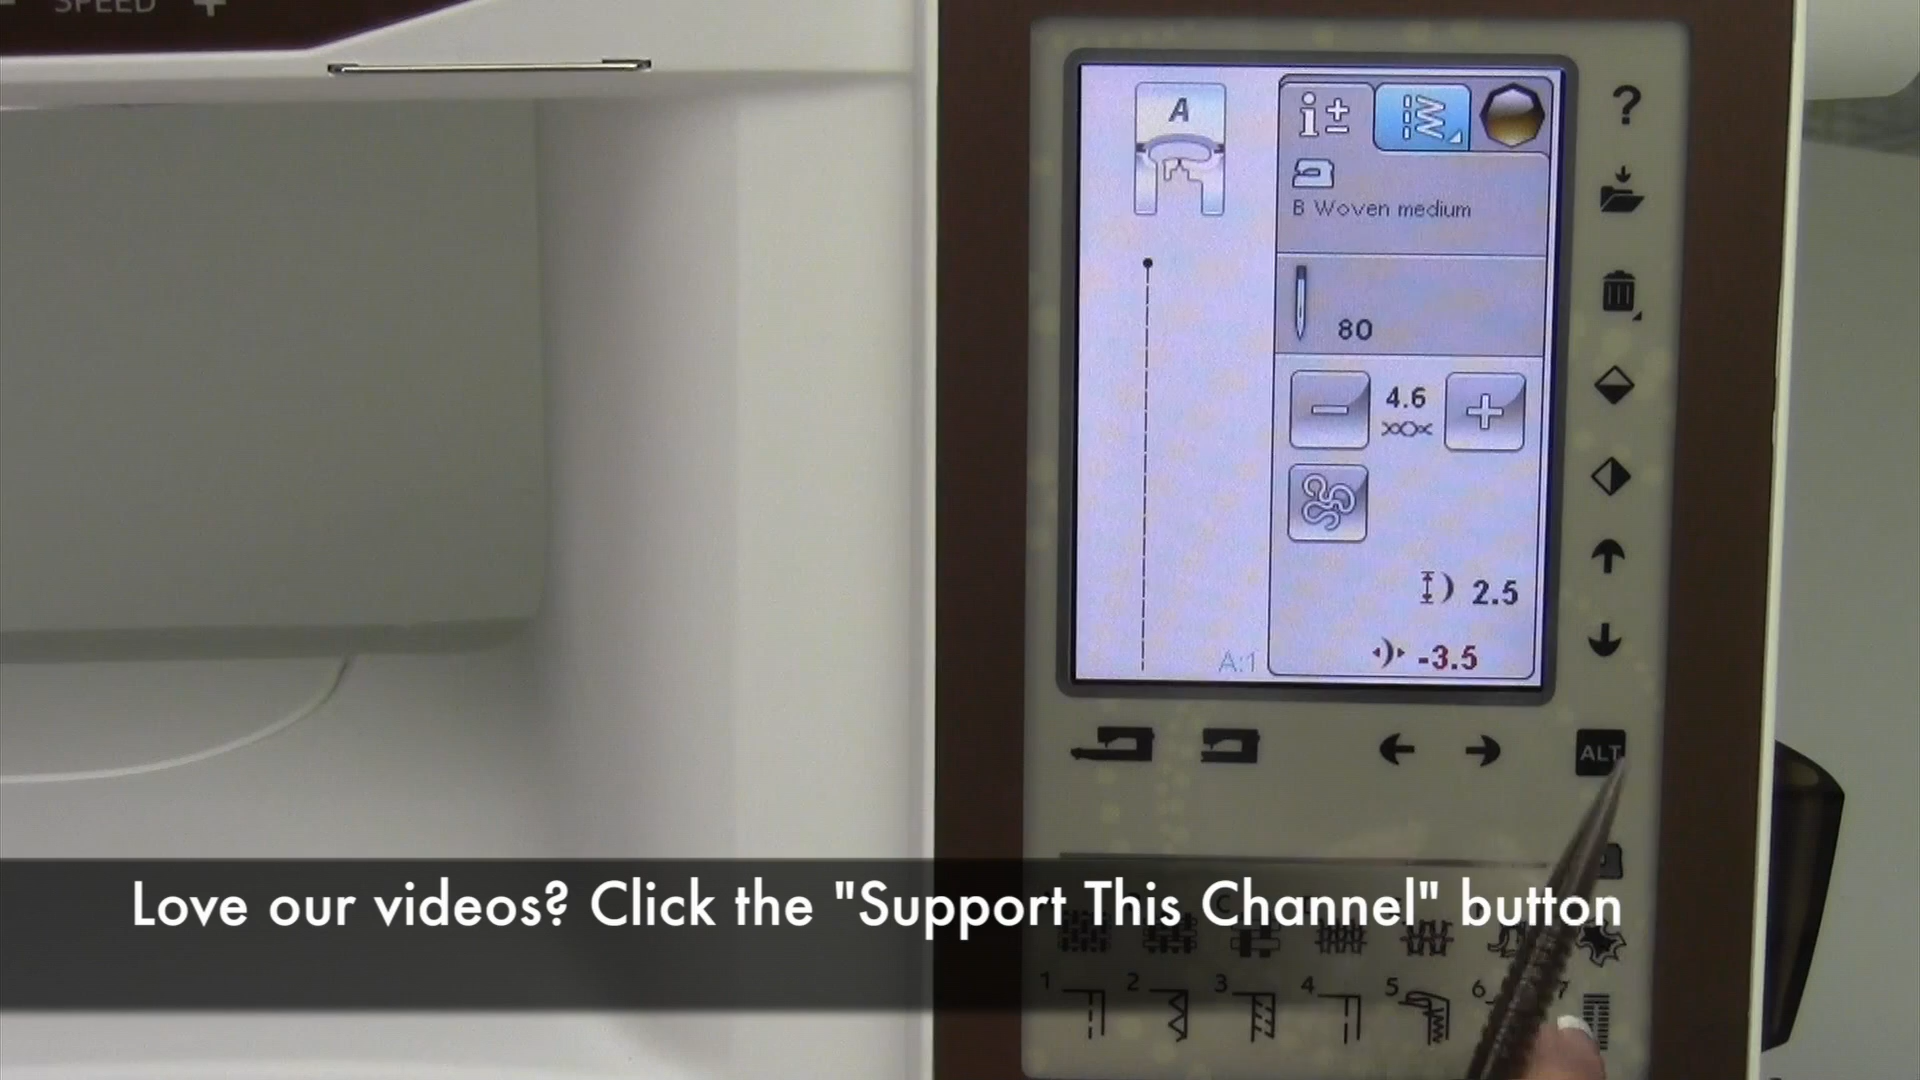 SPEED
A
?
B Woven medium
80
4.6
2.5
-3.5
A:1
ALT
Love our videos? Click the "Support This Channel" button
C
1 2 3 4 5 6 7